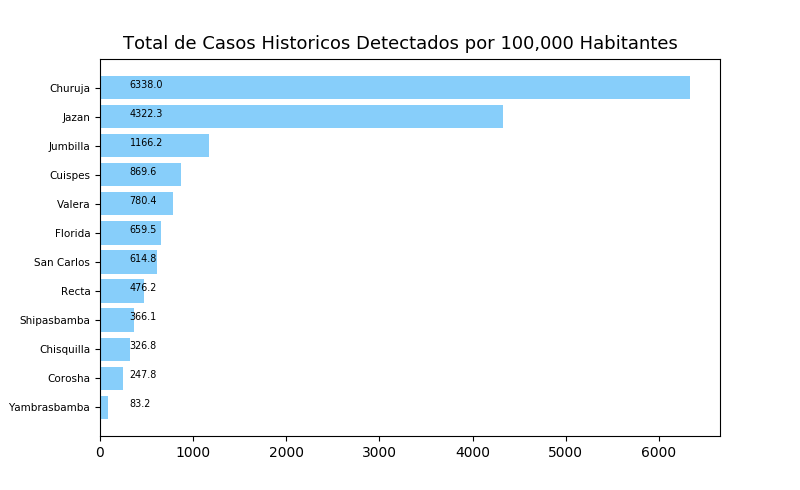 Total de Casos Historicos Detectados por 100,000 Habitantes
Churuja 6338.0
Jazan 4322.3
Jumbilla 1166.2
Cuispes 869.6
Valera 780.4
Florida 659.5
San Carlos 614.8
Recta 476.2
Shipasbamba 366.1
Chisquilla 326.8
Corosha 247.8
Yambrasbamba 83.2
0 1000 2000 3000 4000 5000 6000